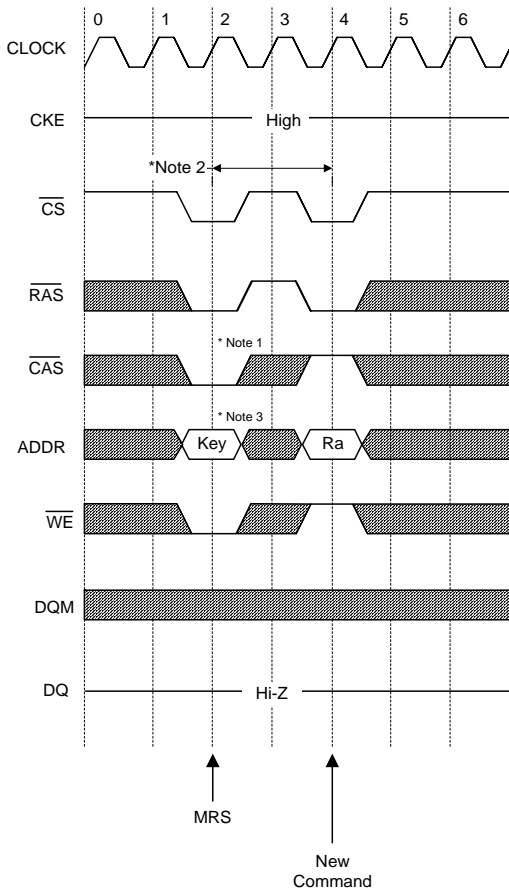 0 1 2 3 4 5 6
CLOCK
CKE
High
*Note 2
CS
RAS
* Note 1
CAS
* Note 3
ADDR
Key
Ra
WE
DQM
DQ
Hi-Z
MRS
New
Command